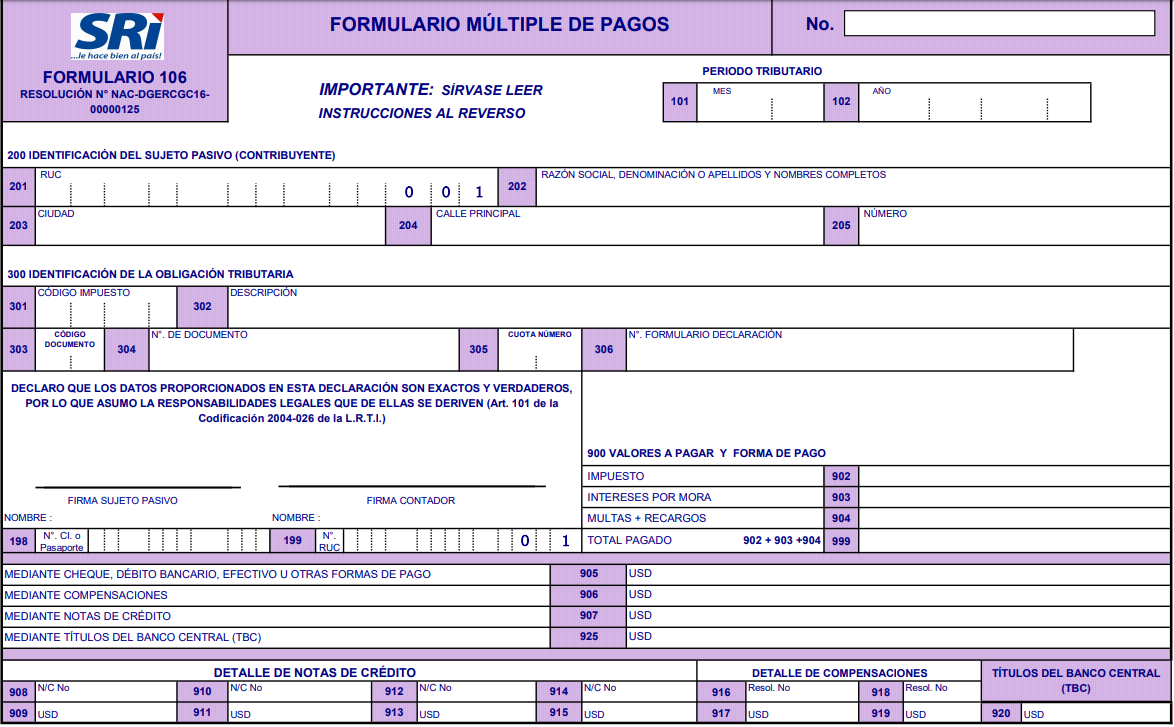 SRi
...le hace bien al país!
FORMULARIO 106
RESOLUCIÓN N° NAC-DGERCGC16-
00000125
FORMULARIO MÚLTIPLE DE PAGOS
No.
IMPORTANTE: SÍRVASE LEER
INSTRUCCIONES AL REVERSO
PERIODO TRIBUTARIO
101 MES 102 AÑO
200 IDENTIFICACIÓN DEL SUJETO PASIVO (CONTRIBUYENTE)
201 RUC 0 0 1 202 RAZÓN SOCIAL, DENOMINACIÓN O APELLIDOS Y NOMBRES COMPLETOS
203 CIUDAD 204 CALLE PRINCIPAL 205 NÚMERO
300 IDENTIFICACIÓN DE LA OBLIGACIÓN TRIBUTARIA
301 CÓDIGO IMPUESTO 302 DESCRIPCIÓN
303 CÓDIGO DOCUMENTO 304 N°. DE DOCUMENTO 305 CUOTA NÚMERO 306 N°. FORMULARIO DECLARACIÓN
DECLARO QUE LOS DATOS PROPORCIONADOS EN ESTA DECLARACIÓN SON EXACTOS Y VERDADEROS,
POR LO QUE ASUMO LA RESPONSABILIDADES LEGALES QUE DE ELLAS SE DERIVEN (Art. 101 de la
Codificación 2004-026 de la L.R.T.I.)
FIRMA SUJETO PASIVO FIRMA CONTADOR
NOMBRE : NOMBRE :
198 N°. CI. o Pasaporte 199 N°. RUC 0 1
900 VALORES A PAGAR Y FORMA DE PAGO
IMPUESTO 902
INTERESES POR MORA 903
MULTAS + RECARGOS 904
TOTAL PAGADO 902 + 903 +904 999
MEDIANTE CHEQUE, DÉBITO BANCARIO, EFECTIVO U OTRAS FORMAS DE PAGO 905 USD
MEDIANTE COMPENSACIONES 906 USD
MEDIANTE NOTAS DE CRÉDITO 907 USD
MEDIANTE TÍTULOS DEL BANCO CENTRAL (TBC) 925 USD
DETALLE DE NOTAS DE CRÉDITO DETALLE DE COMPENSACIONES TÍTULOS DEL BANCO CENTRAL
(TBC)
908 N/C No 910 N/C No 912 N/C No 914 N/C No 916 Resol. No 918 Resol. No
909 USD 911 USD 913 USD 915 USD 917 USD 919 USD 920 USD